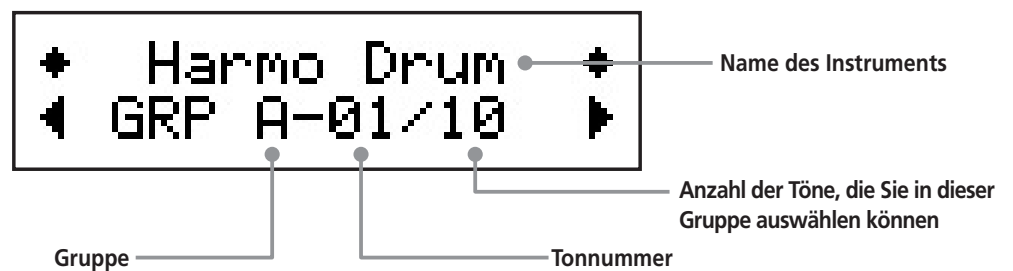 Harmo Drum
GRP A-01/10
Name des Instruments
Anzahl der Töne, die Sie in dieser
Gruppe auswählen können
Gruppe
Tonnummer